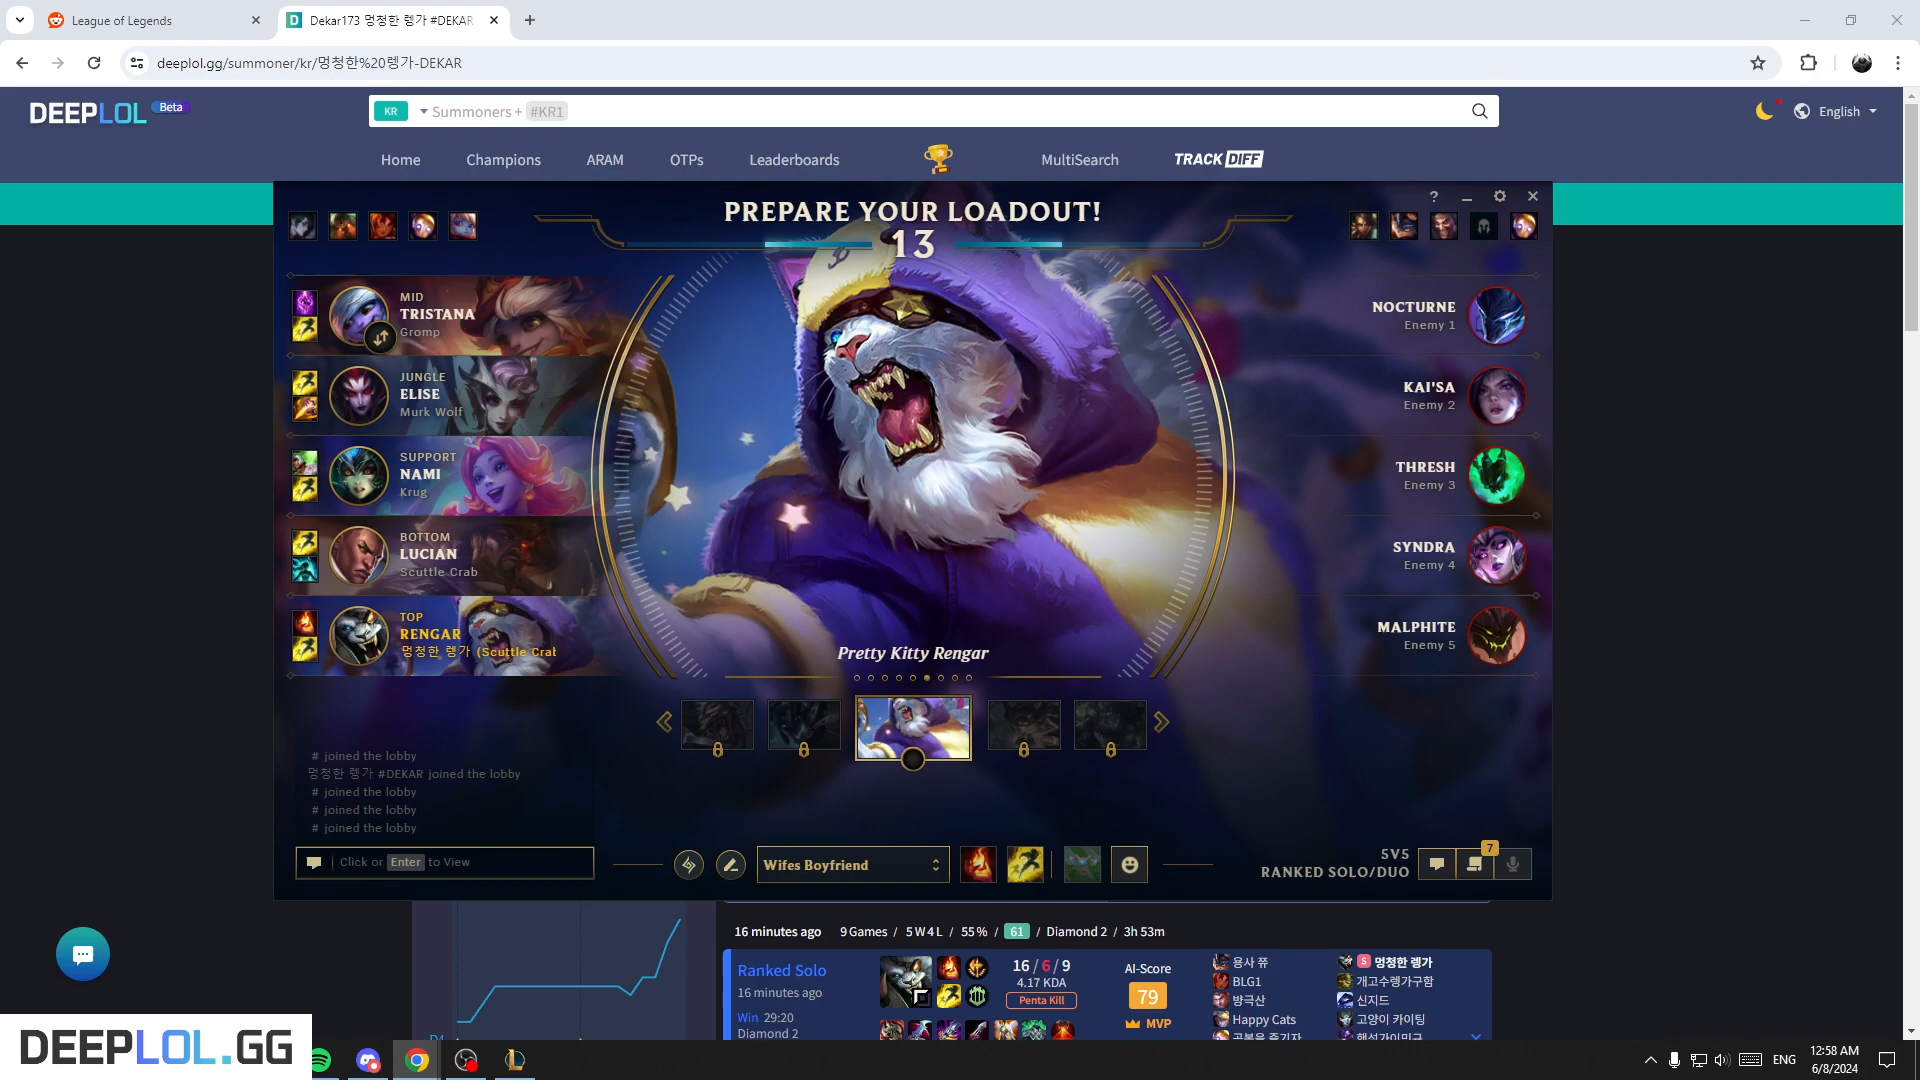 League of Legends
Dekar173 멍청한 렝가 #DEKAR
deeplol.gg/summoner/kr/멍청한%20렝가-DEKAR
DEEPLOL Beta
KR Summoners + #KR1
English
Home Champions ARAM OTPs Leaderboards MultiSearch TRACK DIFF
PREPARE YOUR LOADOUT!
13
MID
TRISTANA
Gromp
JUNGLE
ELISE
Murk Wolf
SUPPORT
NAMI
Krug
BOTTOM
LUCIAN
Scuttle Crab
TOP
RENGAR
멍청한 렝가 (Scuttle Crab
NOCTURNE
Enemy 1
KAI'SA
Enemy 2
THRESH
Enemy 3
SYNDRA
Enemy 4
MALPHITE
Enemy 5
Pretty Kitty Rengar
# joined the lobby
멍청한 렝가 #DEKAR joined the lobby
# joined the lobby
# joined the lobby
# joined the lobby
Click or Enter to View
Wifes Boyfriend
5V5
RANKED SOLO/DUO
7
16 minutes ago 9 Games / 5 W 4 L / 55 % / 61 / Diamond 2 / 3h 53m
Ranked Solo
16 minutes ago
Win 29:20
Diamond 2
16 / 6 / 9
4.17 KDA
Penta Kill
AI-Score
79
MVP
용사 쮸
BLG1
뱡극산
Happy Cats
S 멍청한 렝가
개고수렝가구함
신지드
고양이 카이팅
DEEPLOL.GG
ENG
12:58 AM
6/8/2024